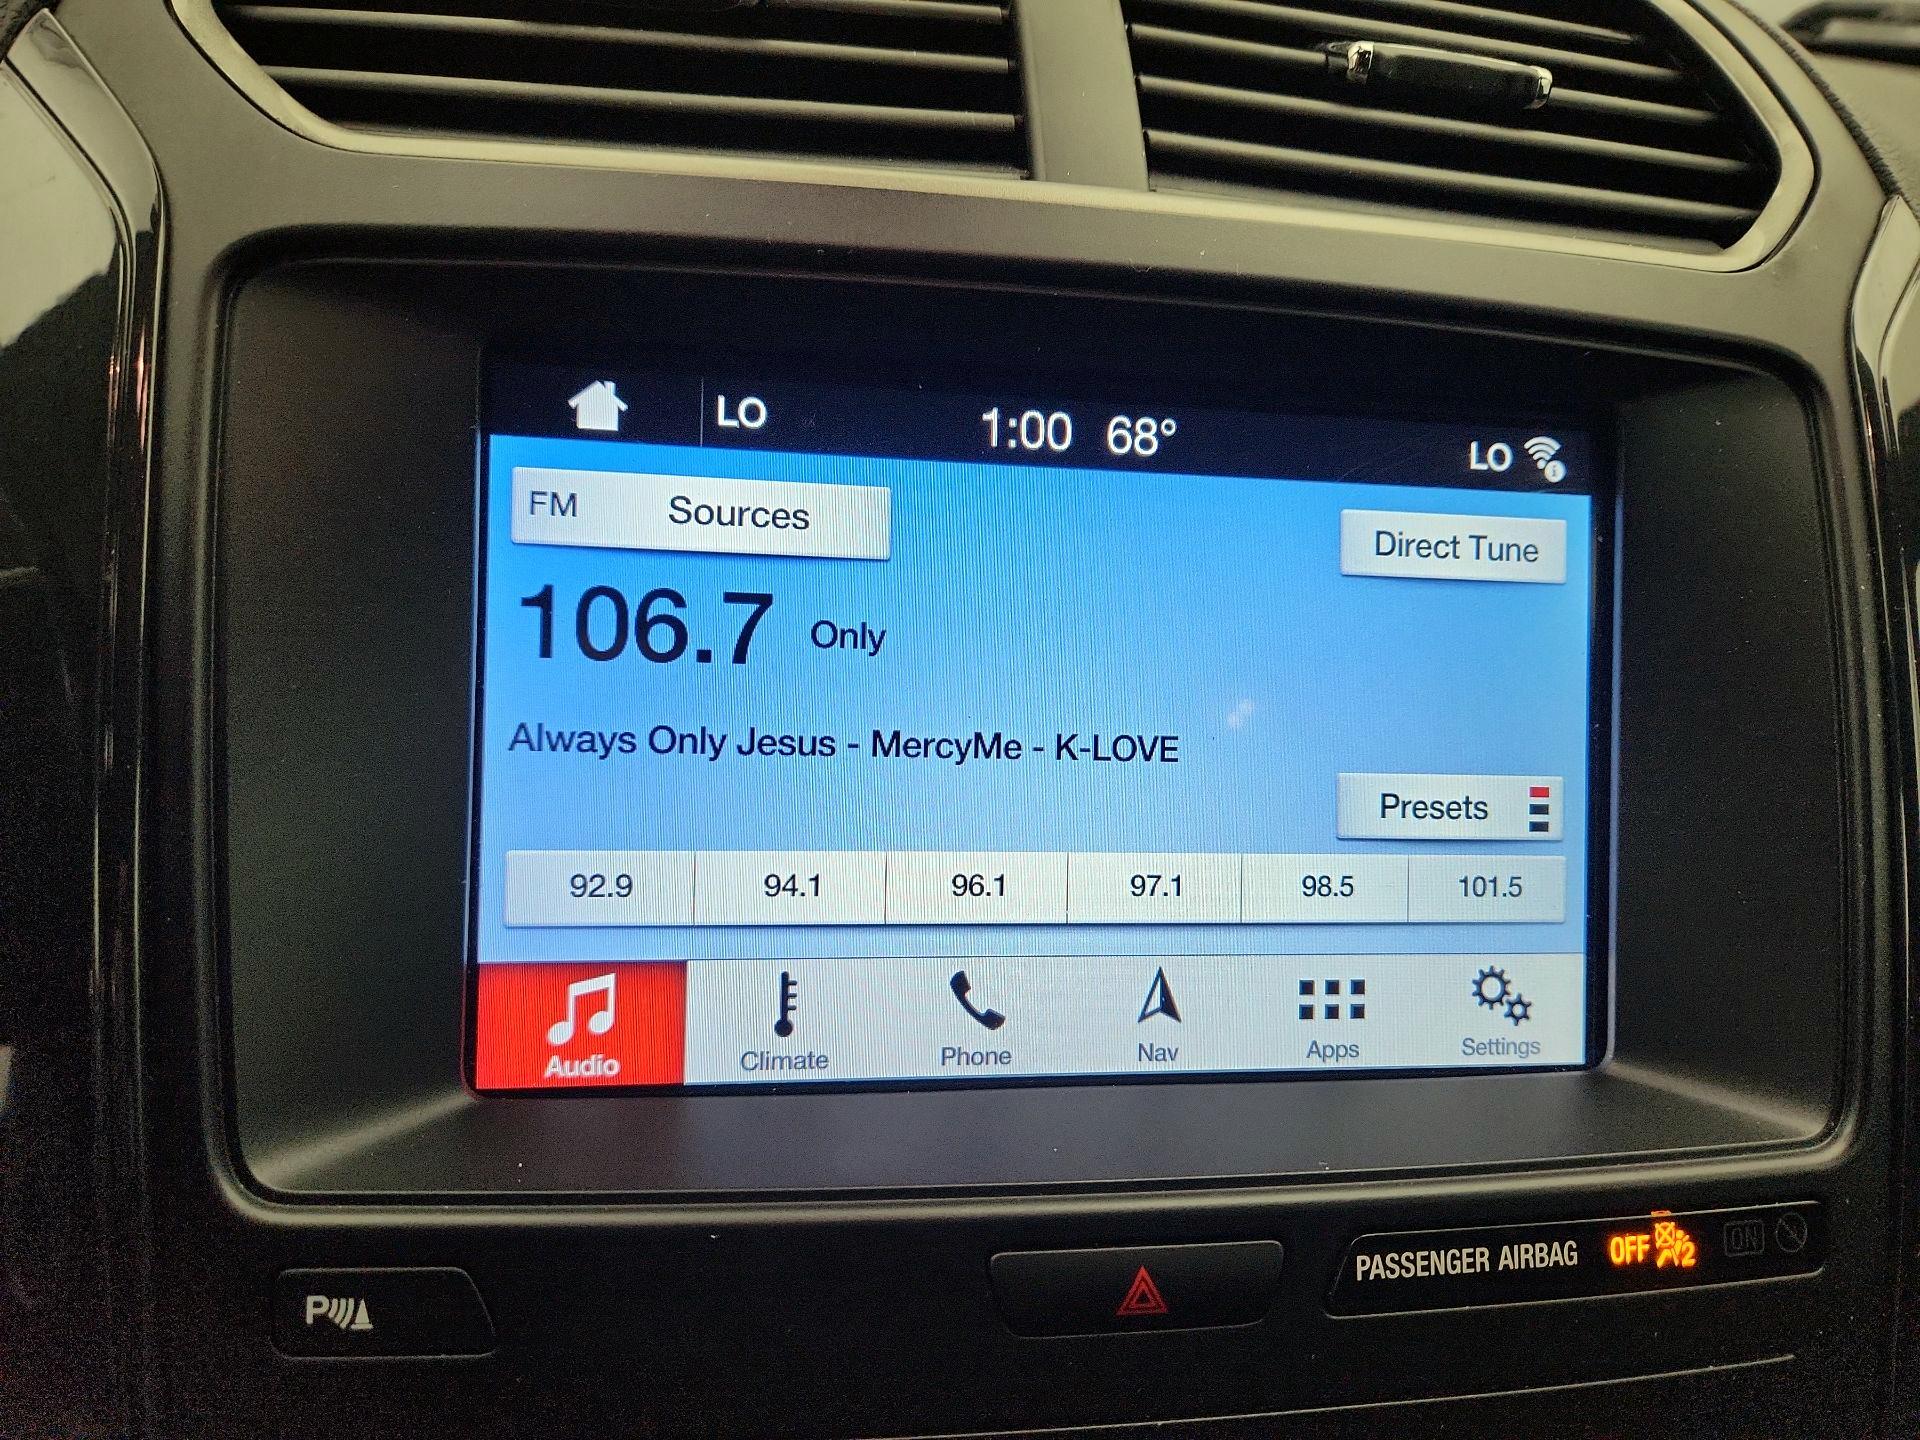 LO 1:00 68° LO
FM Sources
Direct Tune
106.7 Only
Always Only Jesus - MercyMe - K-LOVE
Presets
92.9 94.1 96.1 97.1 98.5 101.5
Audio Climate Phone Nav Apps Settings
PASSENGER AIRBAG OFF 2 ON
P